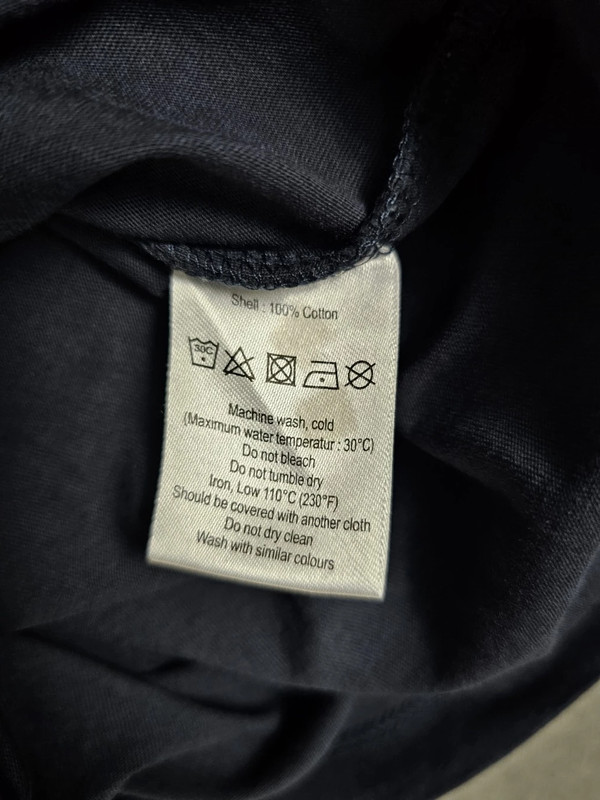 Shell : 100% Cotton
30C
Machine wash, cold
(Maximum water temperatur : 30°C)
Do not bleach
Do not tumble dry
Iron, Low 110°C (230°F)
Should be covered with another cloth
Do not dry clean
Wash with similar colours